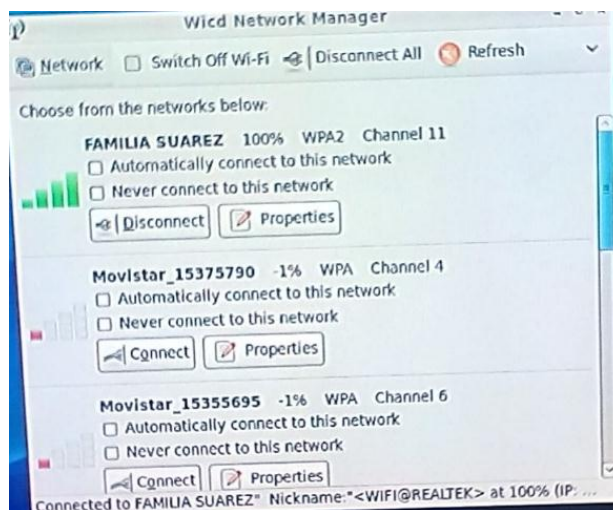 Wicd Network Manager
Network Switch Off Wi-Fi Disconnect All Refresh
Choose from the networks below:
FAMILIA SUAREZ 100% WPA2 Channel 11
Automatically connect to this network
Never connect to this network
Disconnect Properties
Movistar_15375790 -1% WPA Channel 4
Automatically connect to this network
Never connect to this network
Connect Properties
Movistar_15355695 -1% WPA Channel 6
Automatically connect to this network
Never connect to this network
Connect Properties
Connected to FAMILIA SUAREZ" Nickname:"<WIFI@REALTEK> at 100% (IP: ...